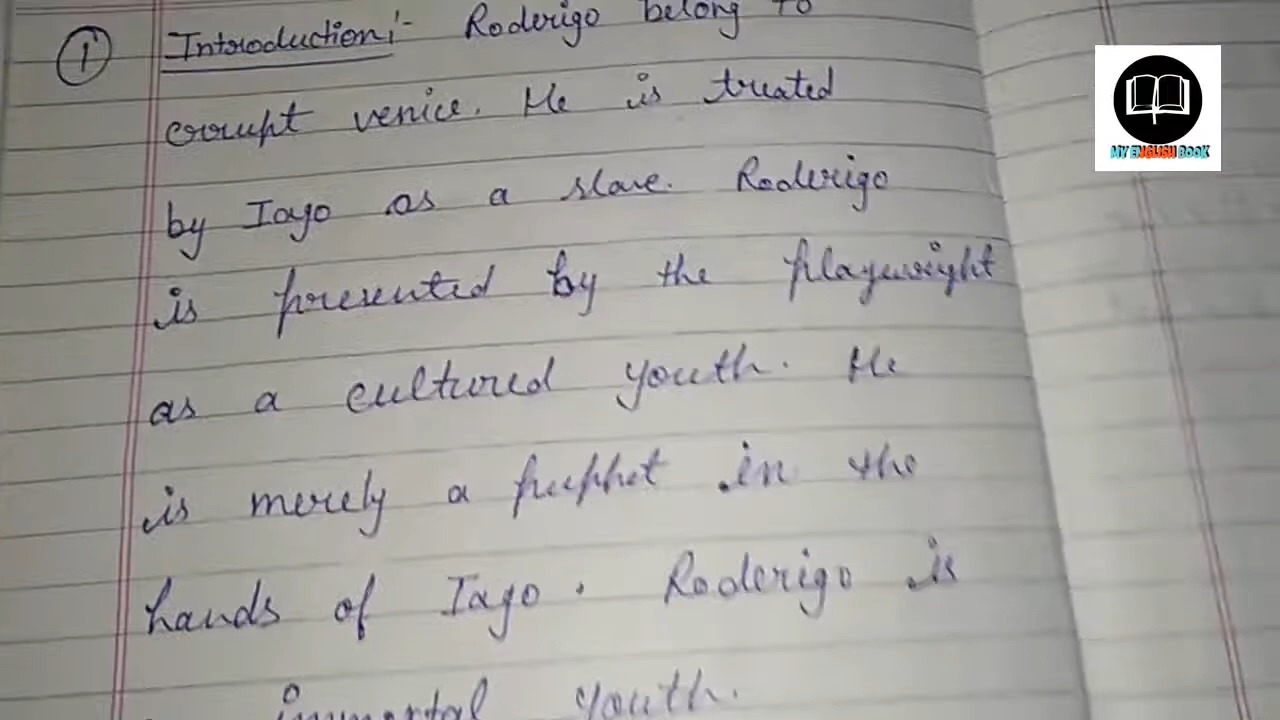 ① Introduction:- Roderigo belong to
corrupt venice. He is treated
by Iago as a slave. Roderigo
is presented by the playwright
as a cultured youth. He
is merely a puppet in the
hands of Iago. Roderigo is
immortal youth.
MY ENGLISH BOOK